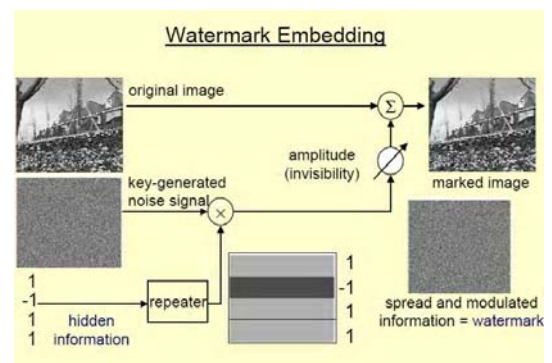 Watermark Embedding
original image
Σ
amplitude
(invisibility)
marked image
key-generated
noise signal
×
1
-1
1
1
hidden
information
repeater
1
-1
1
1
spread and modulated
information = watermark